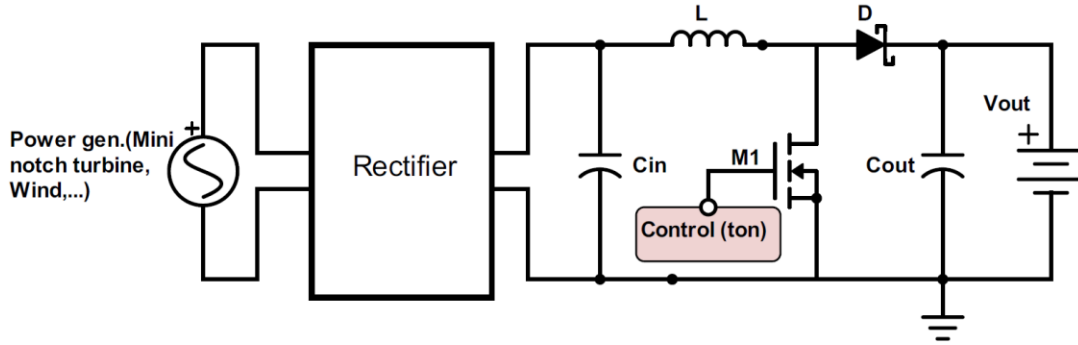 L
D
Power gen.(Mini
notch turbine,
Wind,...)
+
Rectifier
Cin
M1
Control (ton)
Cout
Vout
+